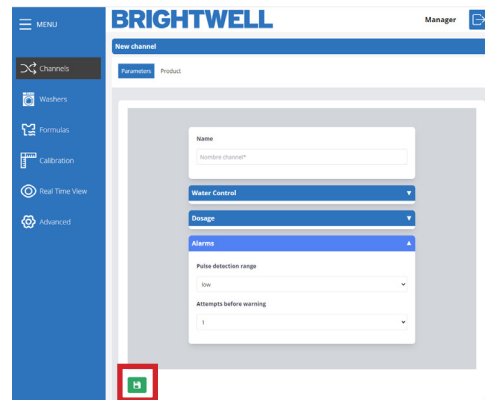 MENU
BRIGHTWELL
Manager
New channel
Parameters Product
Channels
Washers
Formulas
Calibration
Real Time View
Advanced
Name
Nombre channel*
Water Control
Dosage
Alarms
Pulse detection range
low
Attempts before warning
1